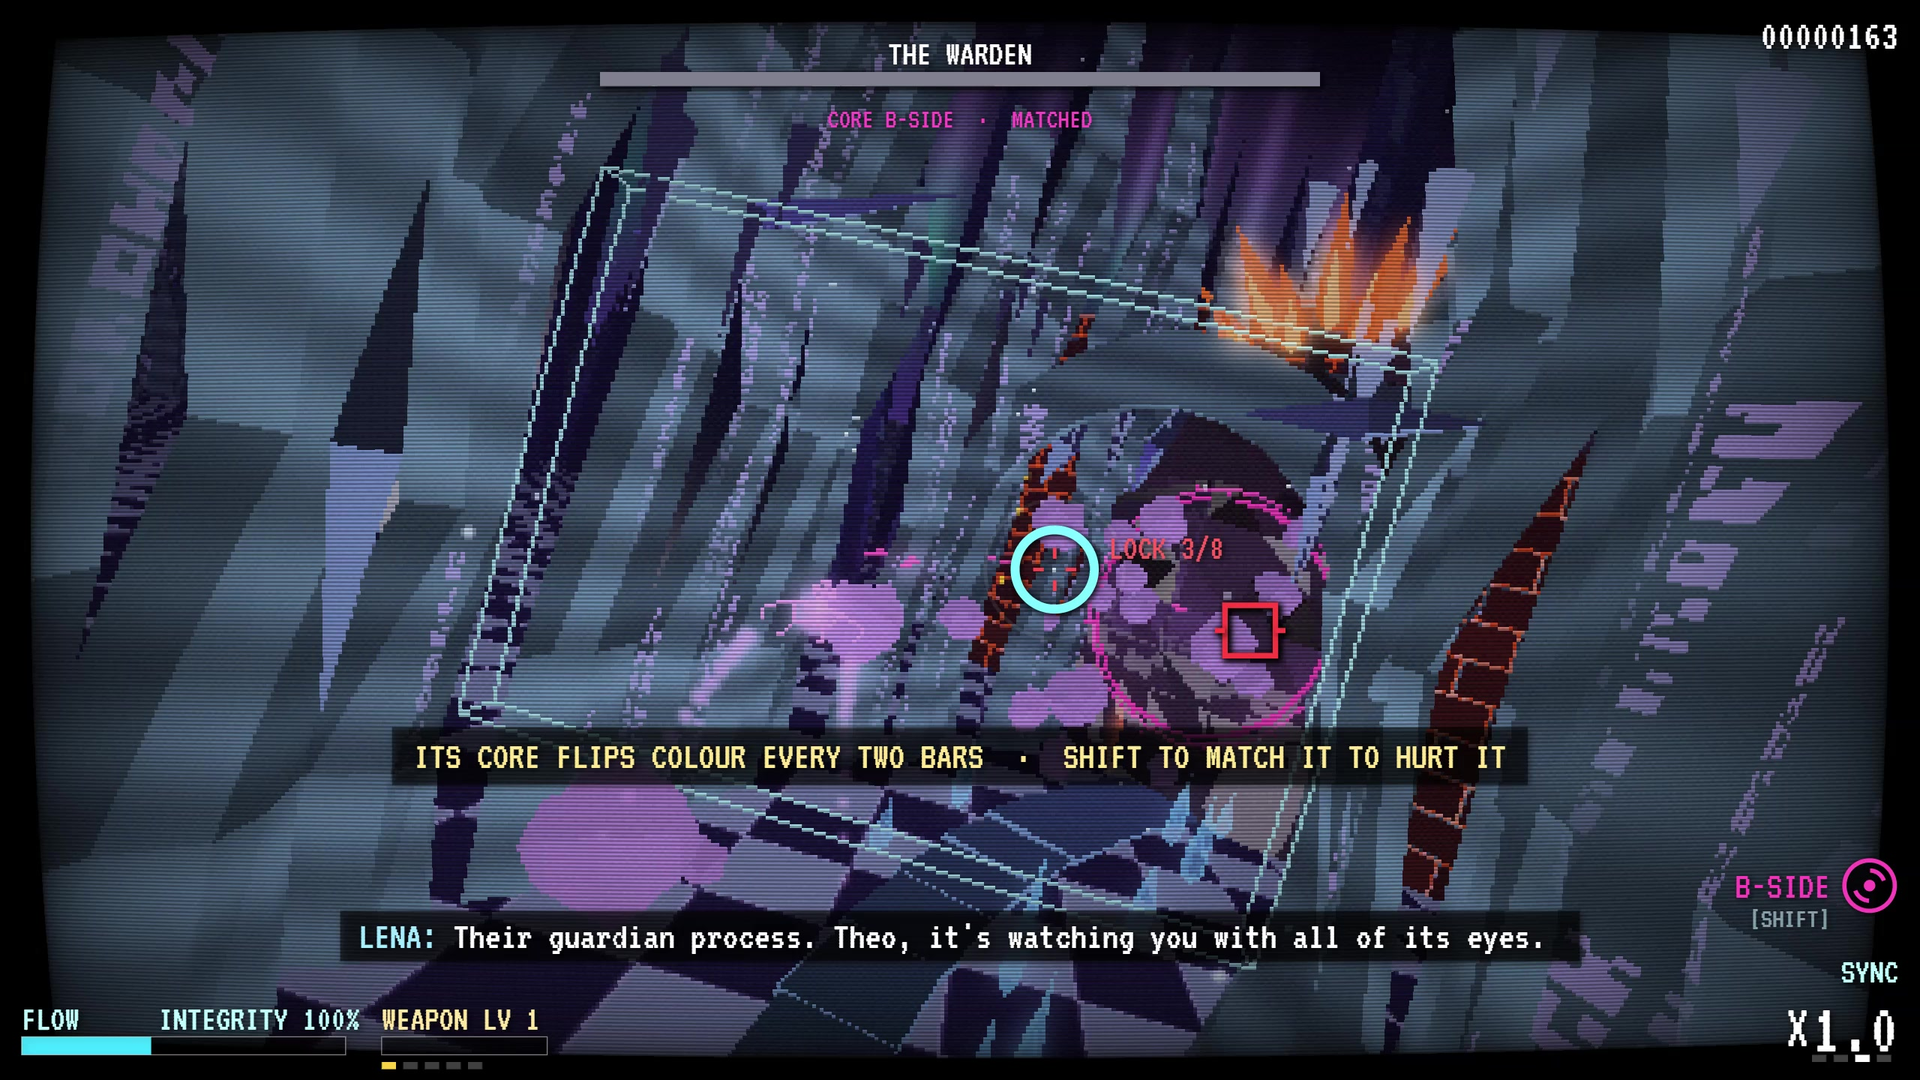 THE WARDEN
00000163
CORE B-SIDE · MATCHED
LOCK 3/8
ITS CORE FLIPS COLOUR EVERY TWO BARS · SHIFT TO MATCH IT TO HURT IT
B-SIDE
[SHIFT]
LENA: Their guardian process. Theo, it's watching you with all of its eyes.
SYNC
FLOW INTEGRITY 100% WEAPON LV 1
X1.0